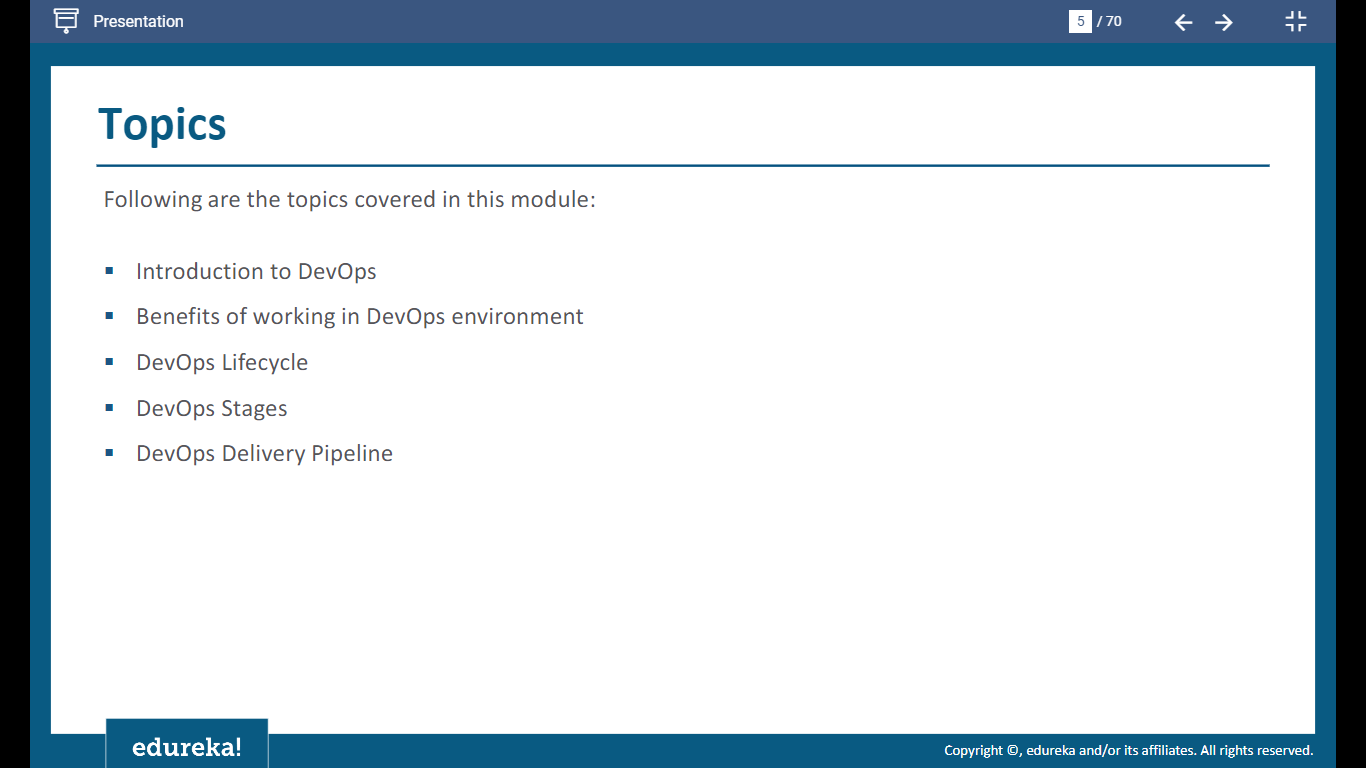 Presentation
5 / 70
Topics
Following are the topics covered in this module:
▪ Introduction to DevOps
▪ Benefits of working in DevOps environment
▪ DevOps Lifecycle
▪ DevOps Stages
▪ DevOps Delivery Pipeline
edureka!
Copyright ©, edureka and/or its affiliates. All rights reserved.